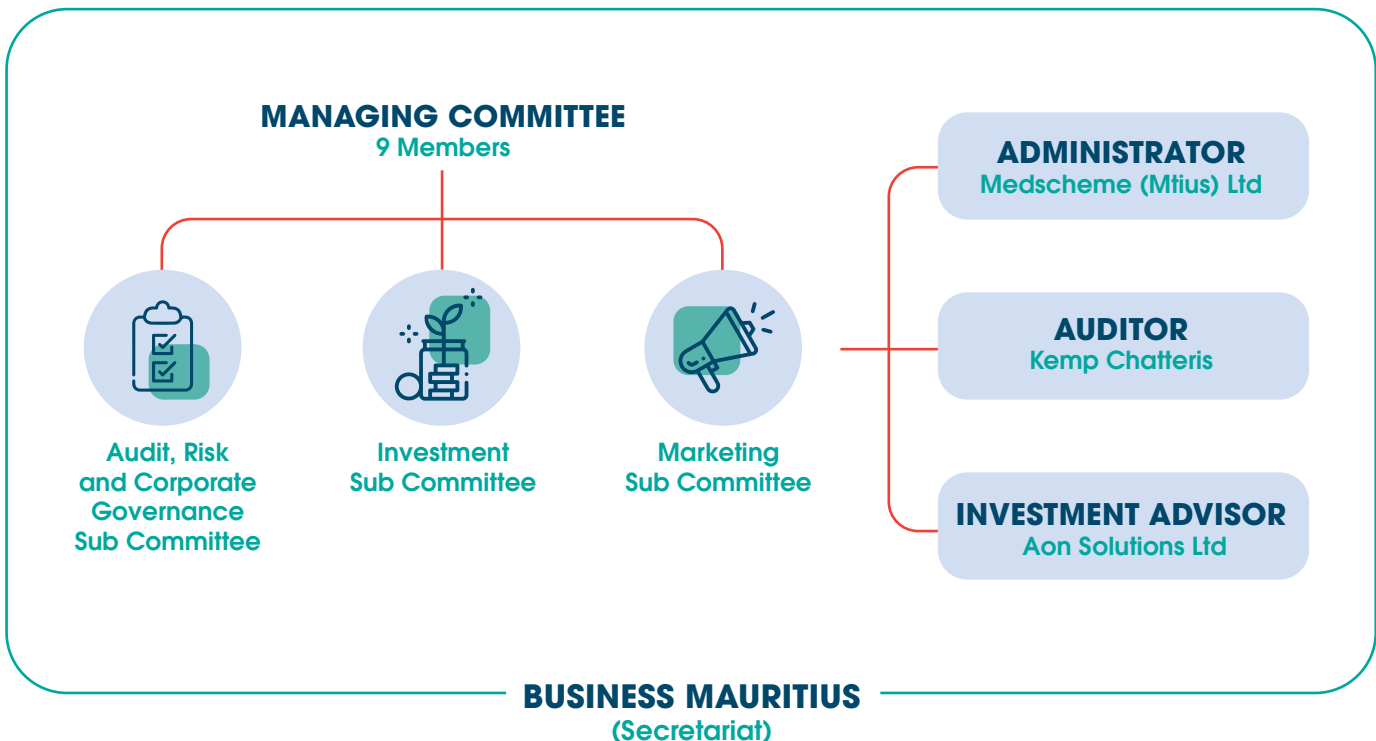 MANAGING COMMITTEE
9 Members
Audit, Risk
and Corporate
Governance
Sub Committee
Investment
Sub Committee
Marketing
Sub Committee
ADMINISTRATOR
Medscheme (Mtius) Ltd
AUDITOR
Kemp Chatteris
INVESTMENT ADVISOR
Aon Solutions Ltd
BUSINESS MAURITIUS
(Secretariat)